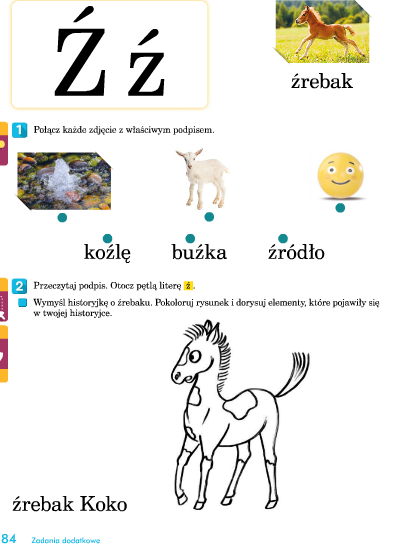 Ź ź
źrebak
1 Połącz każde zdjęcie z właściwym podpisem.
koźlę buźka źródło
2 Przeczytaj podpis. Otocz pętlą literę ź.
Wymyśl historyjkę o źrebaku. Pokoloruj rysunek i dorysuj elementy, które pojawiły się
w twojej historyjce.
źrebak Koko
84 Zadania dodatkowe